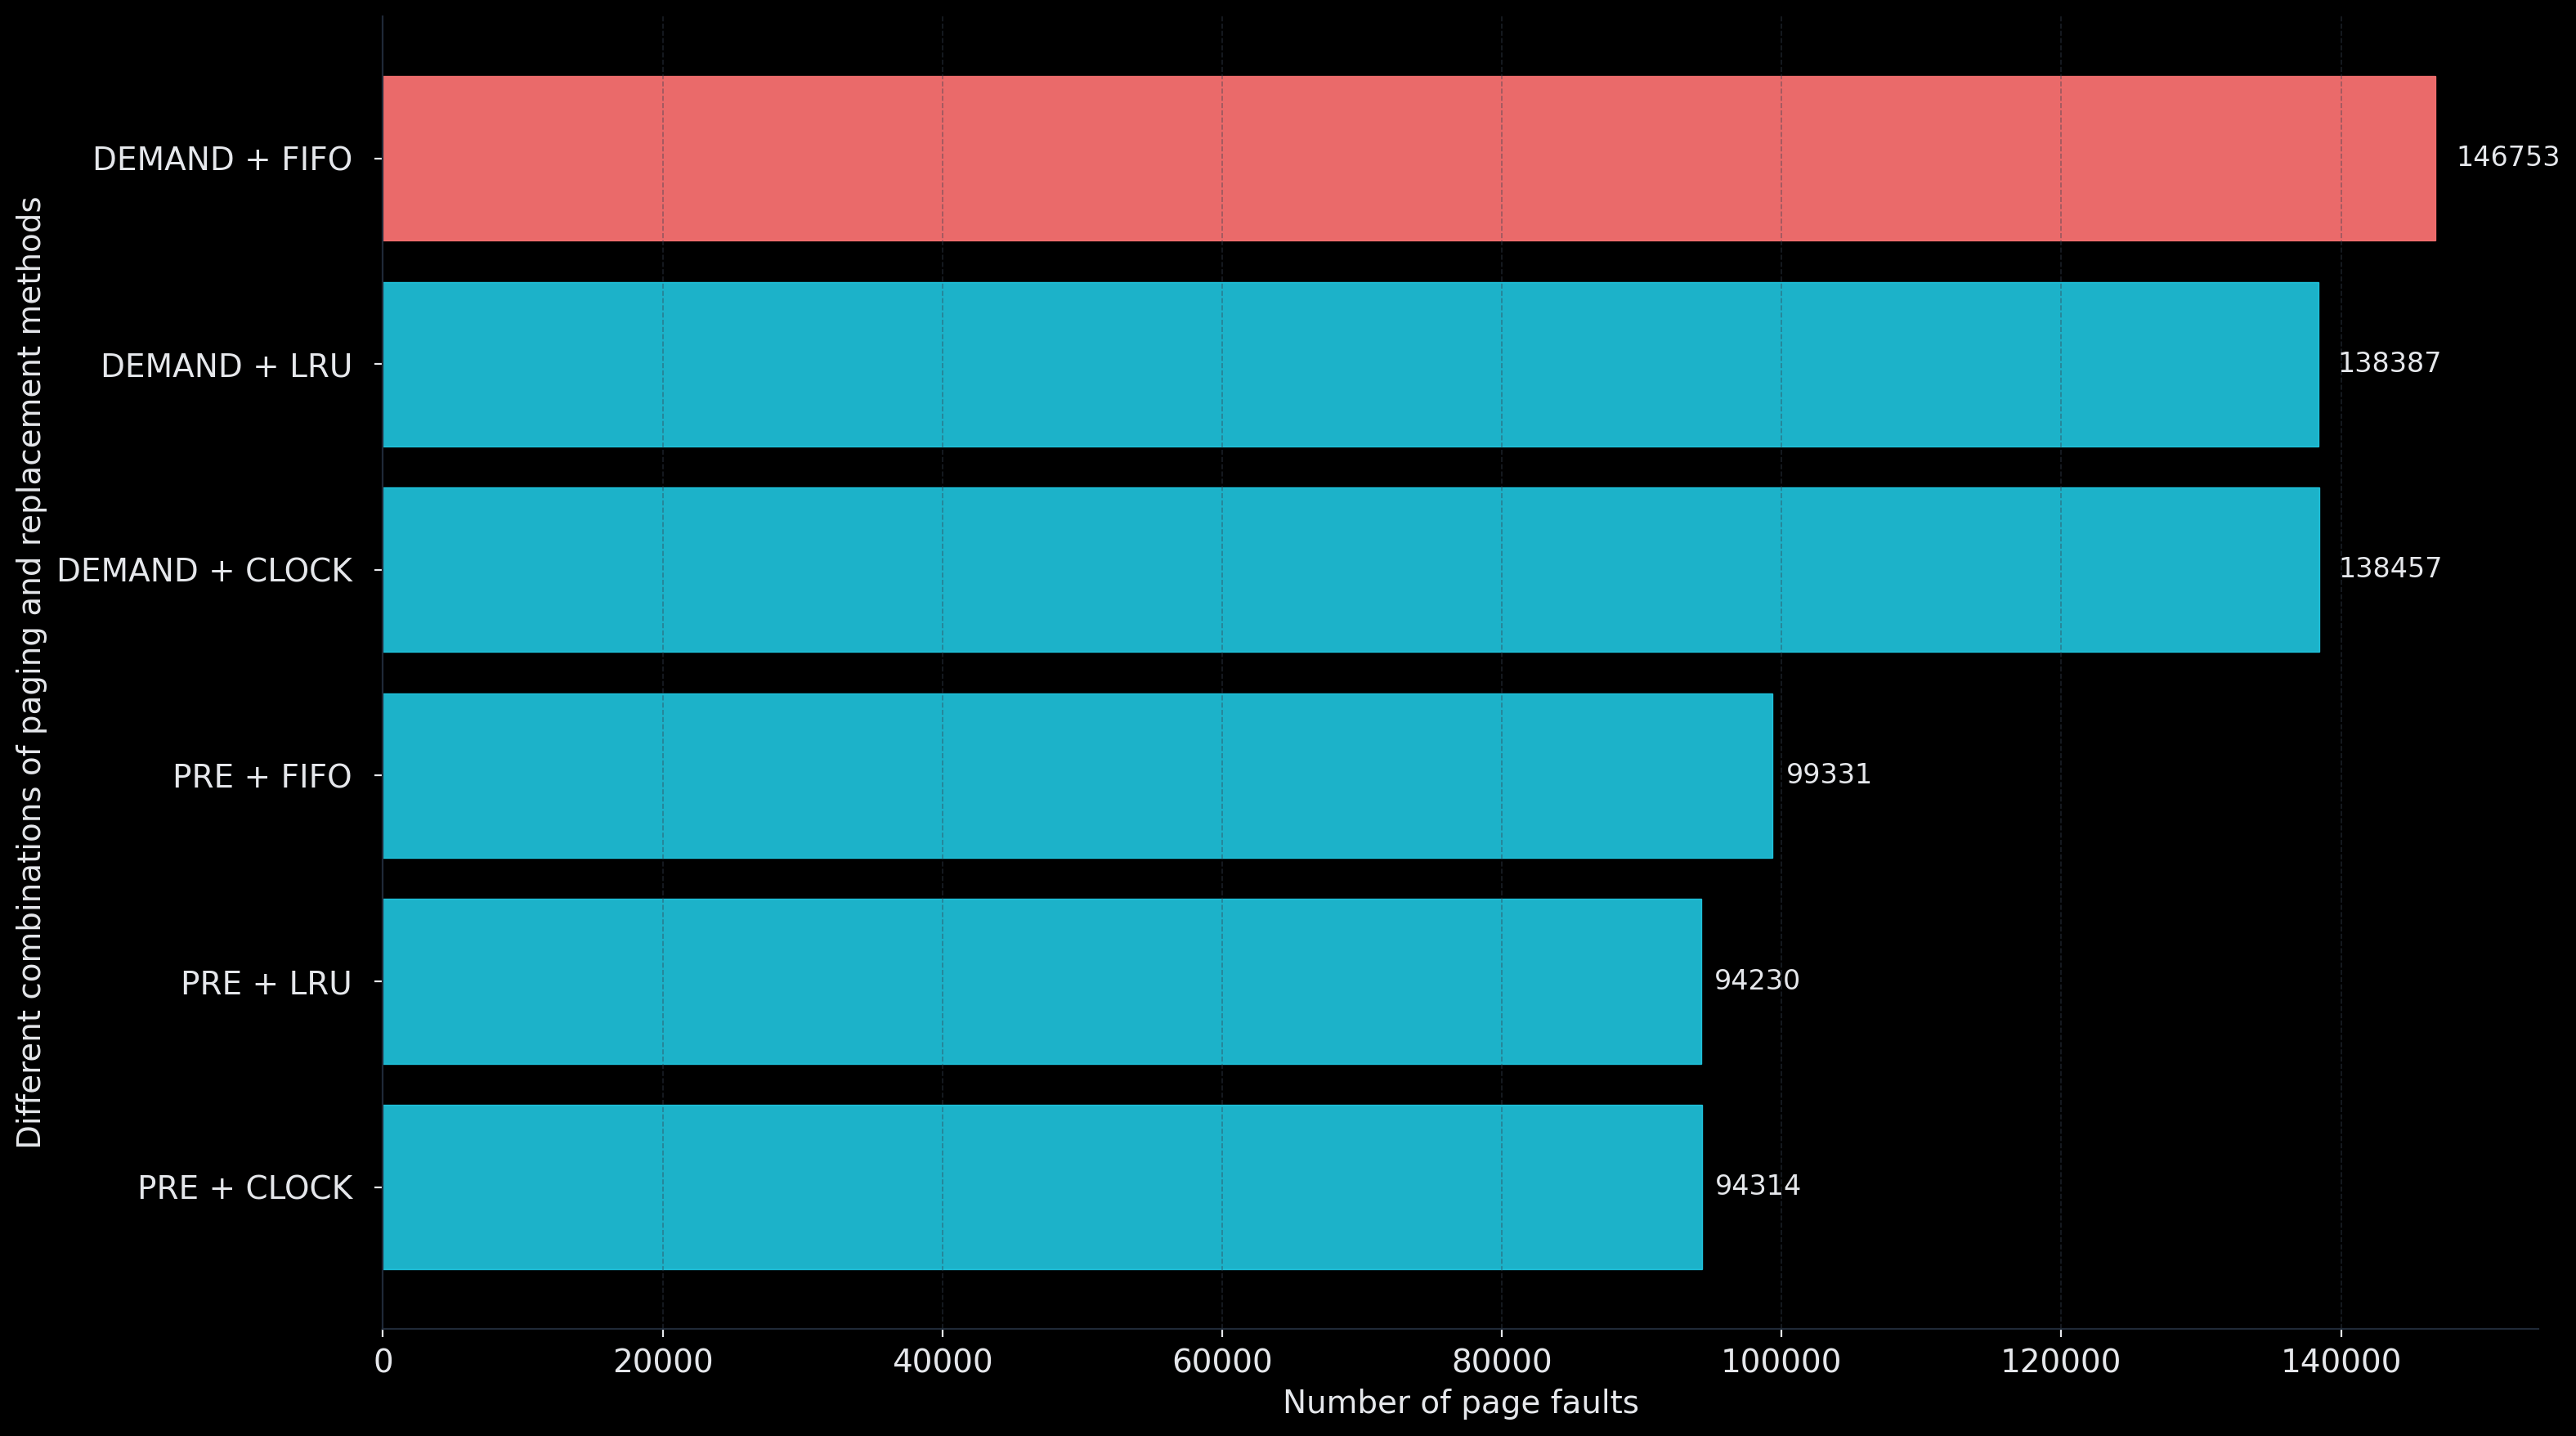 Different combinations of paging and replacement methods
DEMAND + FIFO
146753
DEMAND + LRU
138387
DEMAND + CLOCK
138457
PRE + FIFO
99331
PRE + LRU
94230
PRE + CLOCK
94314
0 20000 40000 60000 80000 100000 120000 140000
Number of page faults